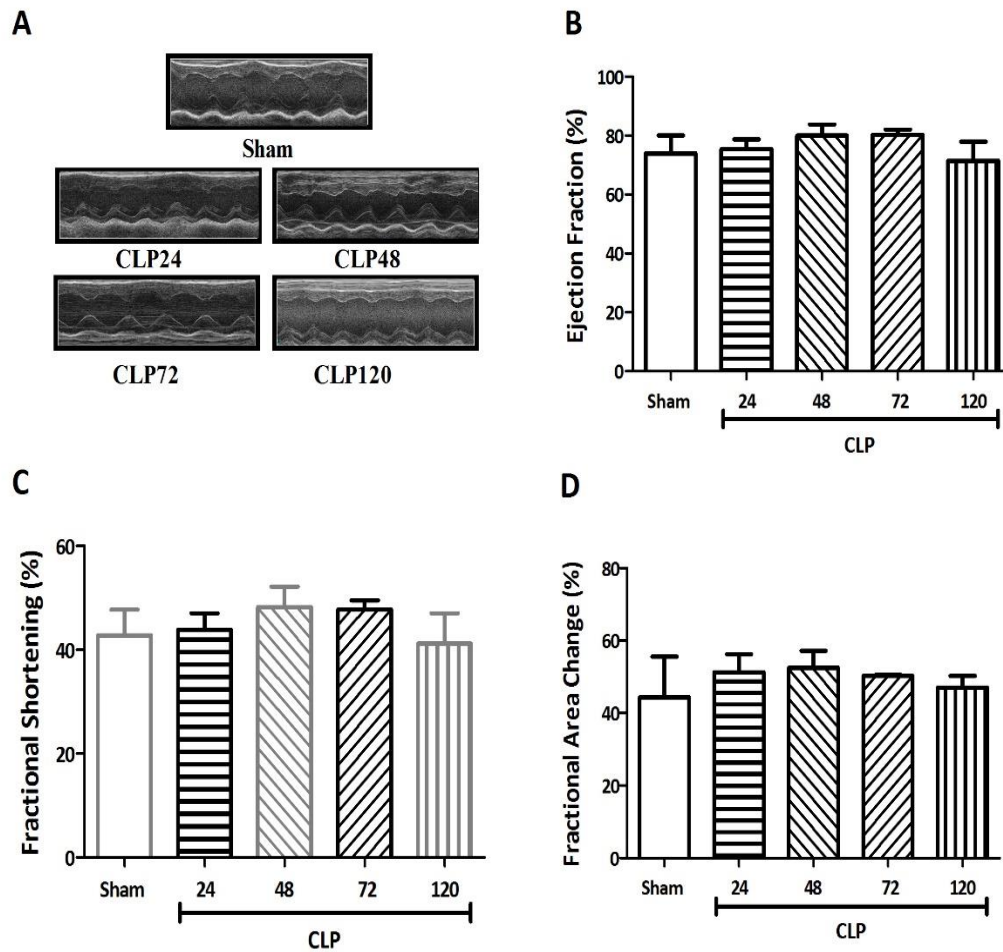 A
Sham
CLP24
CLP48
CLP72
CLP120
B
Ejection Fraction (%)
100
80
60
40
20
0
Sham
24
48
72
120
CLP
C
Fractional Shortening (%)
60
40
20
0
Sham
24
48
72
120
CLP
D
Fractional Area Change (%)
80
60
40
20
0
Sham
24
48
72
120
CLP